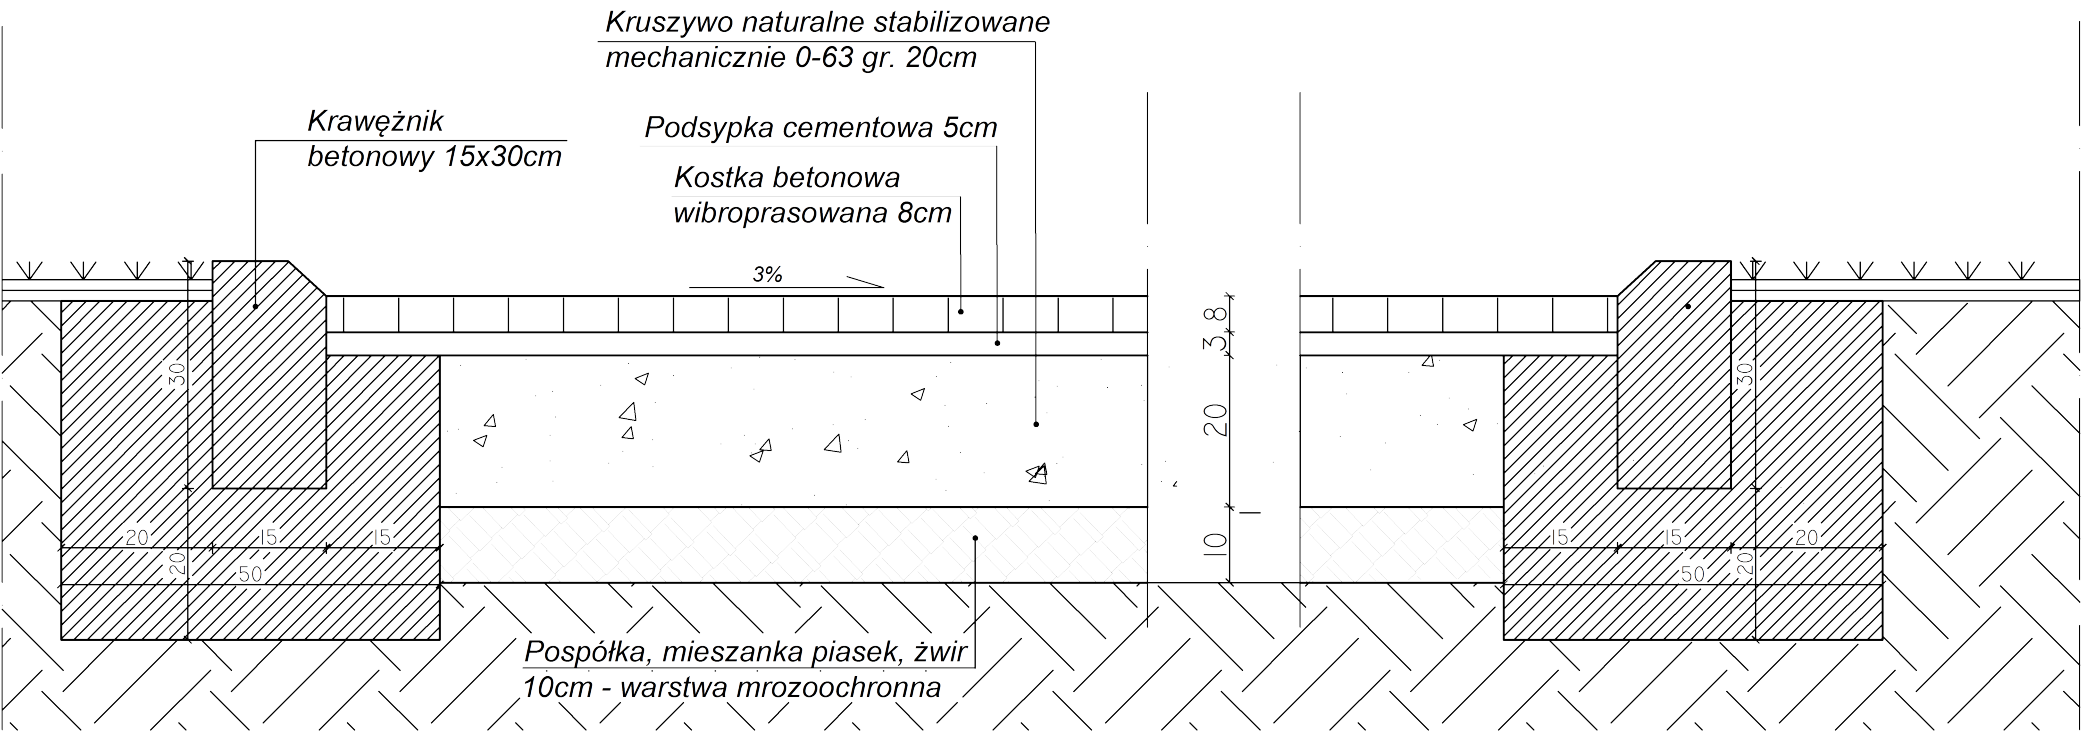 Kruszywo naturalne stabilizowane
mechanicznie 0-63 gr. 20cm
Krawężnik
betonowy 15x30cm
Podsypka cementowa 5cm
Kostka betonowa
wibroprasowana 8cm
3%
8
3
20
10
30
20
20
15
15
50
30
20
15
15
20
50
Pospółka, mieszanka piasek, żwir
10cm - warstwa mrozoochronna